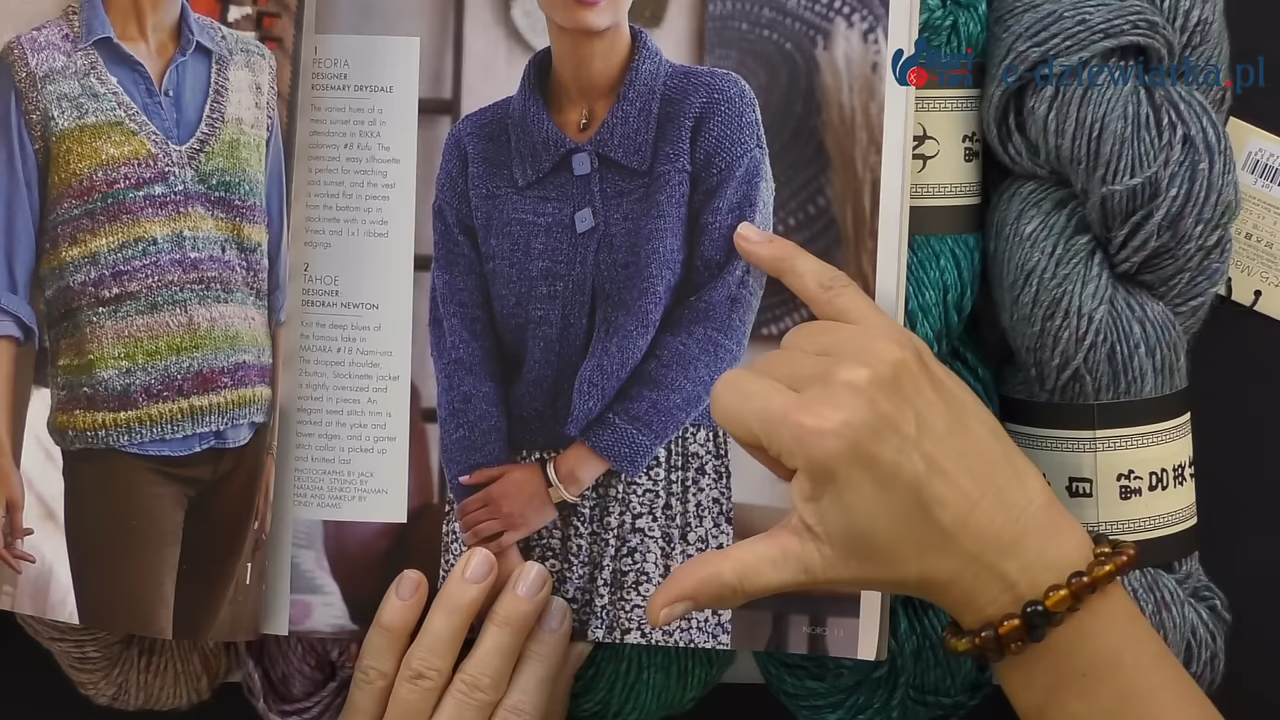 1
PEORIA
DESIGNER:
ROSEMARY DRYSDALE
The varied hues of a
mesa sunset are all in
attendance in RIKKA
colorway #8 Rifu. The
oversized, easy silhouette
is perfect for watching
said sunset, and the vest
is worked flat in pieces
from the bottom up in
stockinette with a wide
V-neck and 1x1 ribbed
edgings.
2
TAHOE
DESIGNER:
DEBORAH NEWTON
Knit the deep blues of
the famous lake in
MADARA #18 Nami-ura.
The dropped shoulder,
2-button, Stockinette jacket
is slightly oversized and
worked in pieces. An
elegant seed stitch trim is
worked at the yoke and
lower edges, and a garter
stitch collar is picked up
and knitted last.
PHOTOGRAPHS BY JACK
DEUTSCH; STYLING BY
NATASHA SENKO THALMAN
HAIR AND MAKEUP BY
CINDY ADAMS
1
NORO 13
e-dziewiarka.pl
野
自
野呂